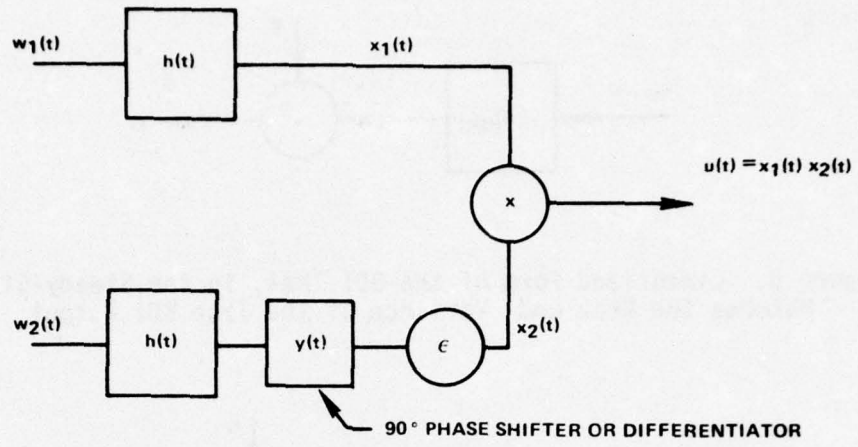 w₁(t)
h(t)
x₁(t)
u(t) = x₁(t) x₂(t)
x
w₂(t)
h(t)
y(t)
ϵ
x₂(t)
90° PHASE SHIFTER OR DIFFERENTIATOR